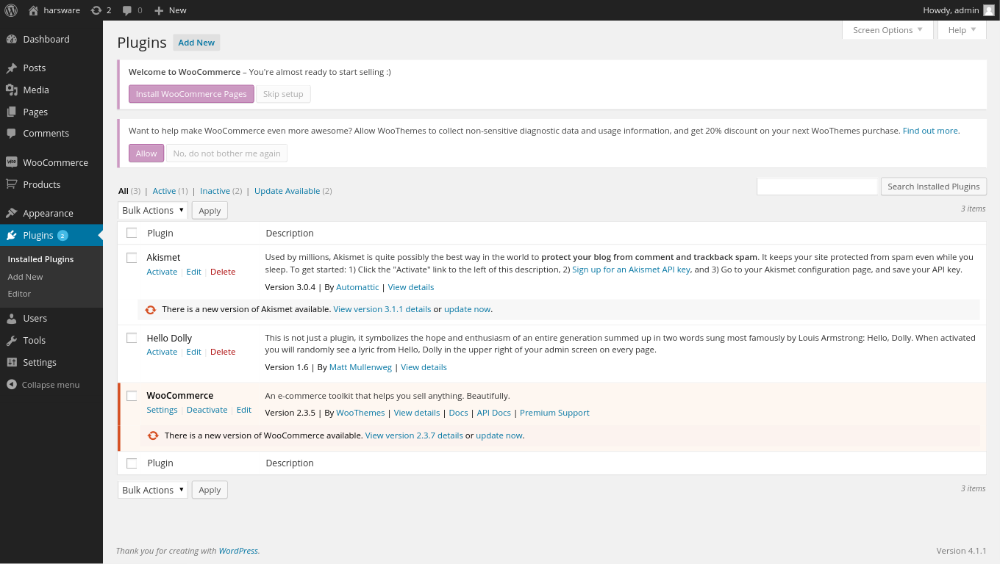 harsware 2 0 New Howdy, admin
Screen Options Help
Dashboard
Posts
Media
Pages
Comments
WooCommerce
Products
Appearance
Plugins 2
Installed Plugins
Add New
Editor
Users
Tools
Settings
Collapse menu
Plugins Add New
Welcome to WooCommerce – You're almost ready to start selling :)
Install WooCommerce Pages Skip setup
Want to help make WooCommerce even more awesome? Allow WooThemes to collect non-sensitive diagnostic data and usage information, and get 20% discount on your next WooThemes purchase. Find out more.
Allow No, do not bother me again
All (3) | Active (1) | Inactive (2) | Update Available (2)
Search Installed Plugins
Bulk Actions Apply 3 items
Plugin Description
Akismet
Activate | Edit | Delete
Used by millions, Akismet is quite possibly the best way in the world to protect your blog from comment and trackback spam. It keeps your site protected from spam even while you
sleep. To get started: 1) Click the "Activate" link to the left of this description, 2) Sign up for an Akismet API key, and 3) Go to your Akismet configuration page, and save your API key.
Version 3.0.4 | By Automattic | View details
There is a new version of Akismet available. View version 3.1.1 details or update now.
Hello Dolly
Activate | Edit | Delete
This is not just a plugin, it symbolizes the hope and enthusiasm of an entire generation summed up in two words sung most famously by Louis Armstrong: Hello, Dolly. When activated
you will randomly see a lyric from Hello, Dolly in the upper right of your admin screen on every page.
Version 1.6 | By Matt Mullenweg | View details
WooCommerce
Settings | Deactivate | Edit
An e-commerce toolkit that helps you sell anything. Beautifully.
Version 2.3.5 | By WooThemes | View details | Docs | API Docs | Premium Support
There is a new version of WooCommerce available. View version 2.3.7 details or update now.
Plugin Description
Bulk Actions Apply 3 items
Thank you for creating with WordPress. Version 4.1.1